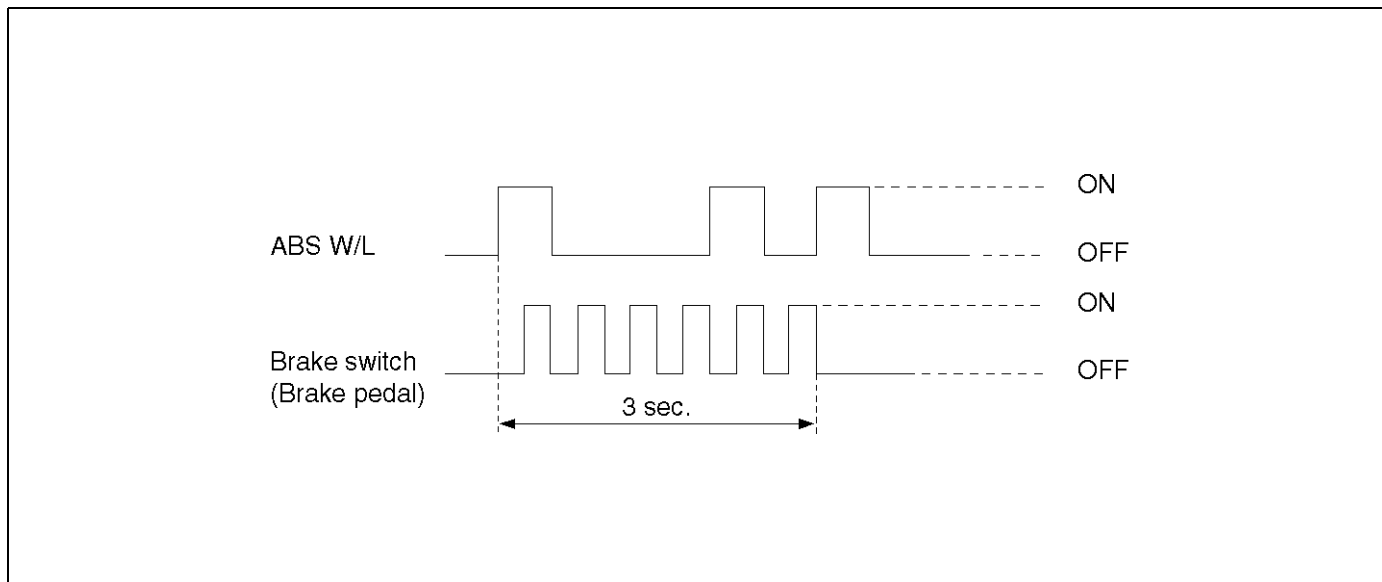 ON
ABS W/L
OFF
ON
Brake switch
(Brake pedal)
OFF
3 sec.